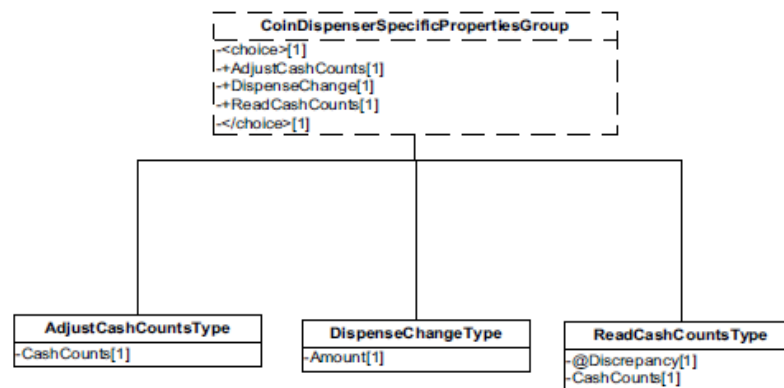 CoinDispenserSpecificPropertiesGroup
-<choice>[1]
-+AdjustCashCounts[1]
-+DispenseChange[1]
-+ReadCashCounts[1]
-</choice>[1]
AdjustCashCountsType
-CashCounts[1]
DispenseChangeType
-Amount[1]
ReadCashCountsType
-@Discrepancy[1]
-CashCounts[1]